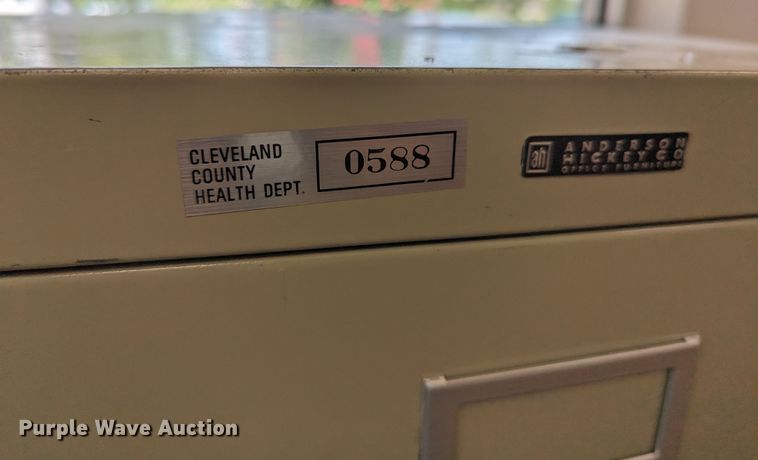 CLEVELAND
COUNTY
HEALTH DEPT.
0588
ah
ANDERSON
HICKEY CO
OFFICE FURNITURE
Purple Wave Auction